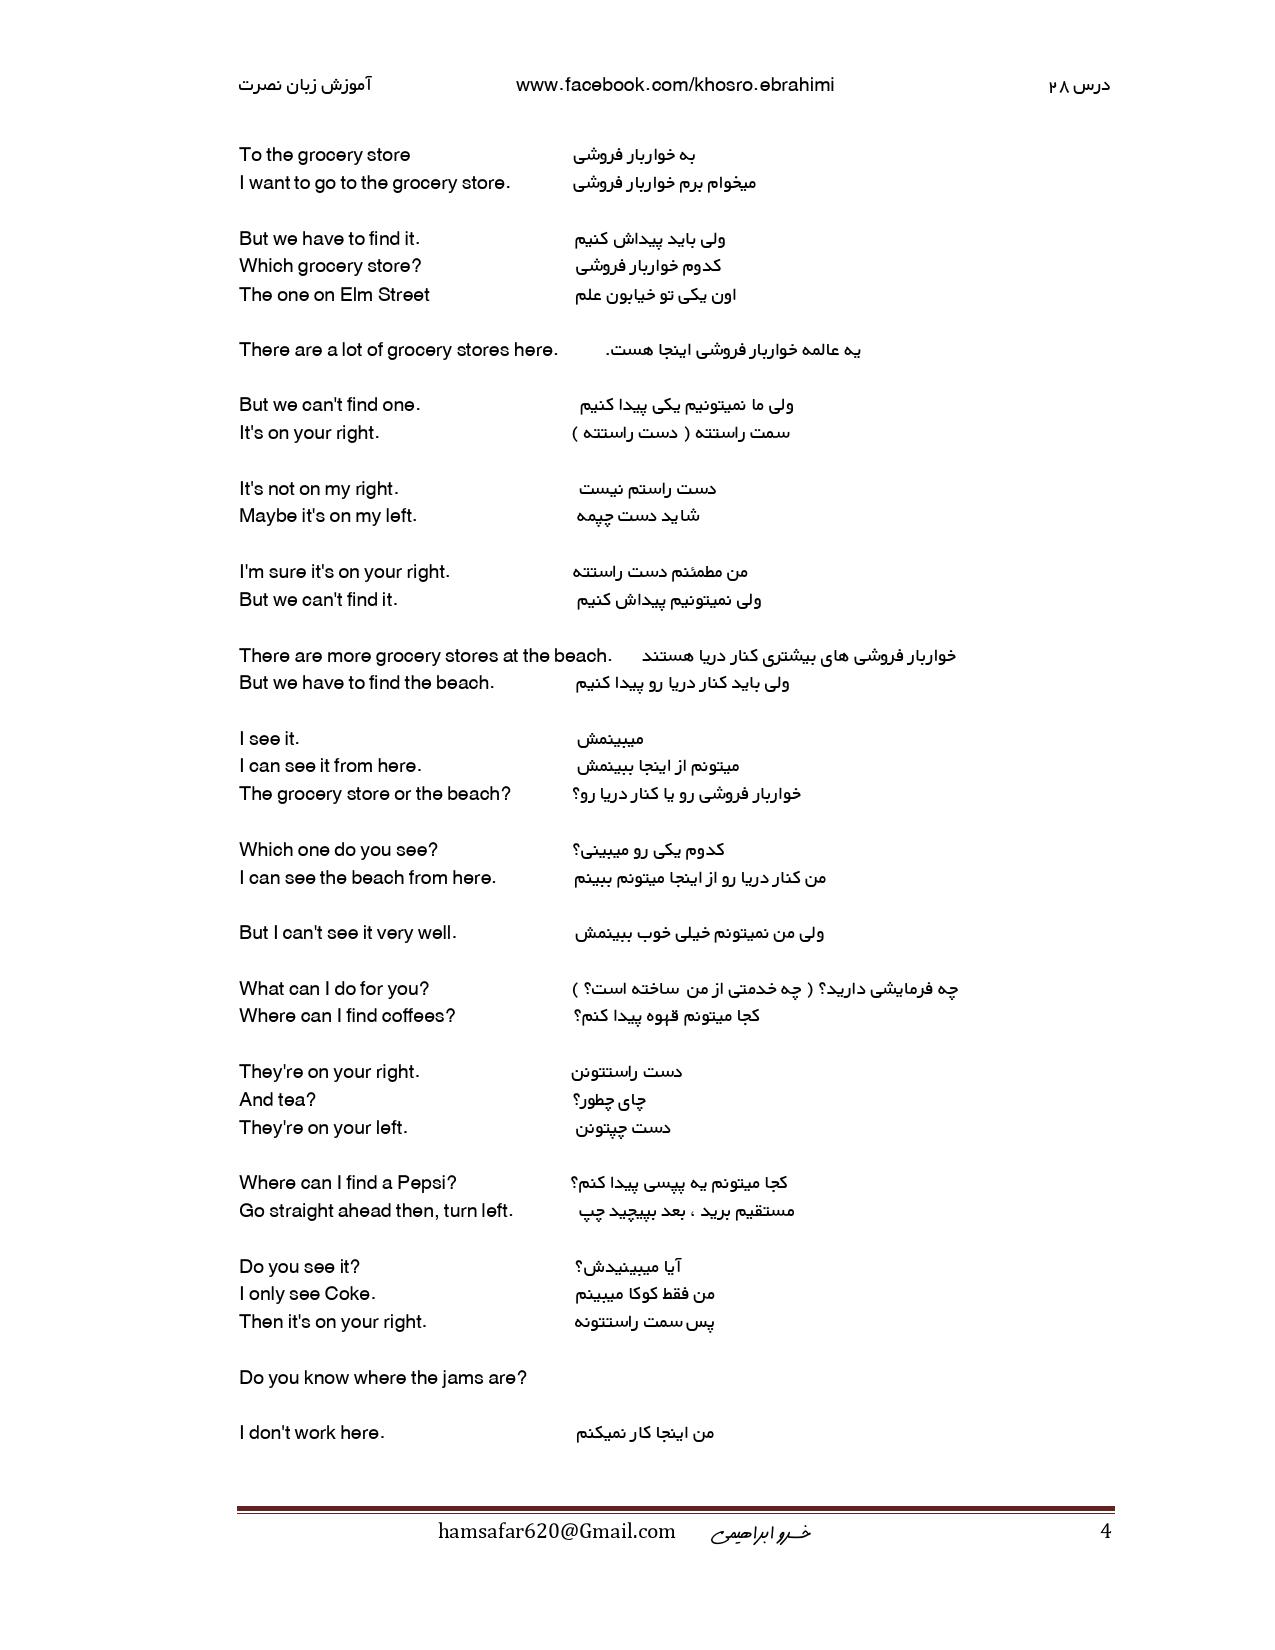 آموزش زبان نصرت www.facebook.com/khosro.ebrahimi درس ۲۸
To the grocery store به خواربار فروشی
I want to go to the grocery store. میخوام برم خواربار فروشی
But we have to find it. ولی باید پیداش کنیم
Which grocery store? کدوم خواربار فروشی
The one on Elm Street اون یکی تو خیابون علم
There are a lot of grocery stores here. یه عالمه خواربار فروشی اینجا هست.
But we can't find one. ولی ما نمیتونیم یکی پیدا کنیم
It's on your right. سمت راستته ( دست راستته )
It's not on my right. دست راستم نیست
Maybe it's on my left. شاید دست چپمه
I'm sure it's on your right. من مطمئنم دست راستته
But we can't find it. ولی نمیتونیم پیداش کنیم
There are more grocery stores at the beach. خواربار فروشی های بیشتری کنار دریا هستند
But we have to find the beach. ولی باید کنار دریا رو پیدا کنیم
I see it. میبینمش
I can see it from here. میتونم از اینجا ببینمش
The grocery store or the beach? خواربار فروشی رو یا کنار دریا رو؟
Which one do you see? کدوم یکی رو میبینی؟
I can see the beach from here. من کنار دریا رو از اینجا میتونم ببینم
But I can't see it very well. ولی من نمیتونم خیلی خوب ببینمش
What can I do for you? چه فرمایشی دارید؟ ( چه خدمتی از من ساخته است؟ )
Where can I find coffees? کجا میتونم قهوه پیدا کنم؟
They're on your right. دست راستتونن
And tea? چای چطور؟
They're on your left. دست چپتونن
Where can I find a Pepsi? کجا میتونم یه پپسی پیدا کنم؟
Go straight ahead then, turn left. مستقیم برید ، بعد بپیچید چپ
Do you see it? آیا میبینیدش؟
I only see Coke. من فقط کوکا میبینم
Then it's on your right. پس سمت راستتونه
Do you know where the jams are?
I don't work here. من اینجا کار نمیکنم
hamsafar620@Gmail.com خسرو ابراهیمی 4